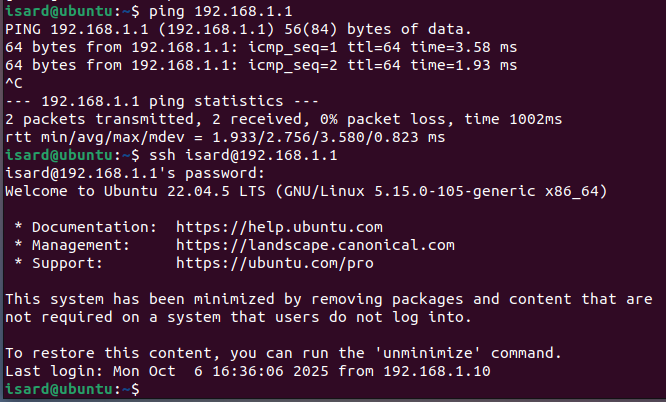 isard@ubuntu:~$ ping 192.168.1.1
PING 192.168.1.1 (192.168.1.1) 56(84) bytes of data.
64 bytes from 192.168.1.1: icmp_seq=1 ttl=64 time=3.58 ms
64 bytes from 192.168.1.1: icmp_seq=2 ttl=64 time=1.93 ms
^C
--- 192.168.1.1 ping statistics ---
2 packets transmitted, 2 received, 0% packet loss, time 1002ms
rtt min/avg/max/mdev = 1.933/2.756/3.580/0.823 ms
isard@ubuntu:~$ ssh isard@192.168.1.1
isard@192.168.1.1's password:
Welcome to Ubuntu 22.04.5 LTS (GNU/Linux 5.15.0-105-generic x86_64)

 * Documentation:  https://help.ubuntu.com
 * Management:     https://landscape.canonical.com
 * Support:        https://ubuntu.com/pro

This system has been minimized by removing packages and content that are
not required on a system that users do not log into.

To restore this content, you can run the 'unminimize' command.
Last login: Mon Oct  6 16:36:06 2025 from 192.168.1.10
isard@ubuntu:~$